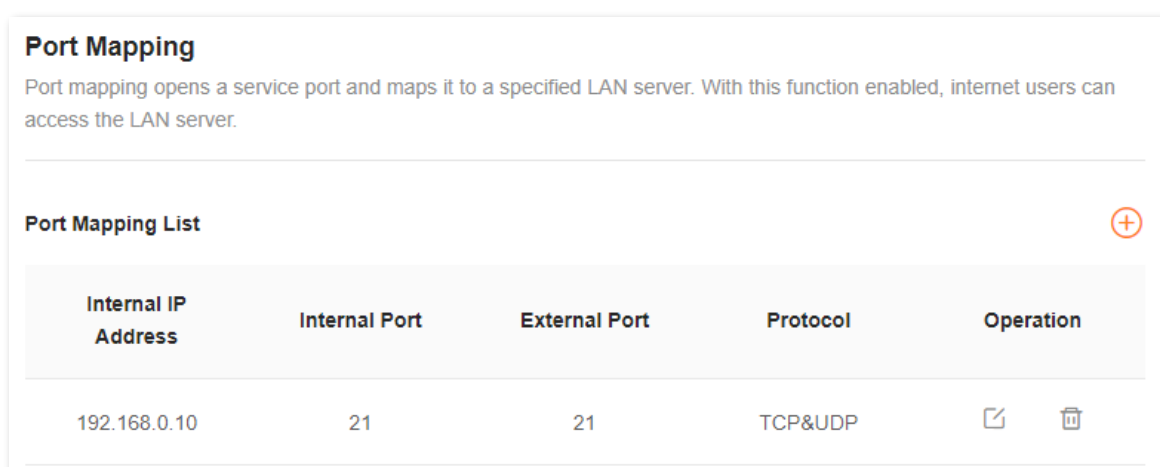 Port Mapping
Port mapping opens a service port and maps it to a specified LAN server. With this function enabled, internet users can
access the LAN server.
Port Mapping List
Internal IP
Address
Internal Port
External Port
Protocol
Operation
192.168.0.10
21
21
TCP&UDP